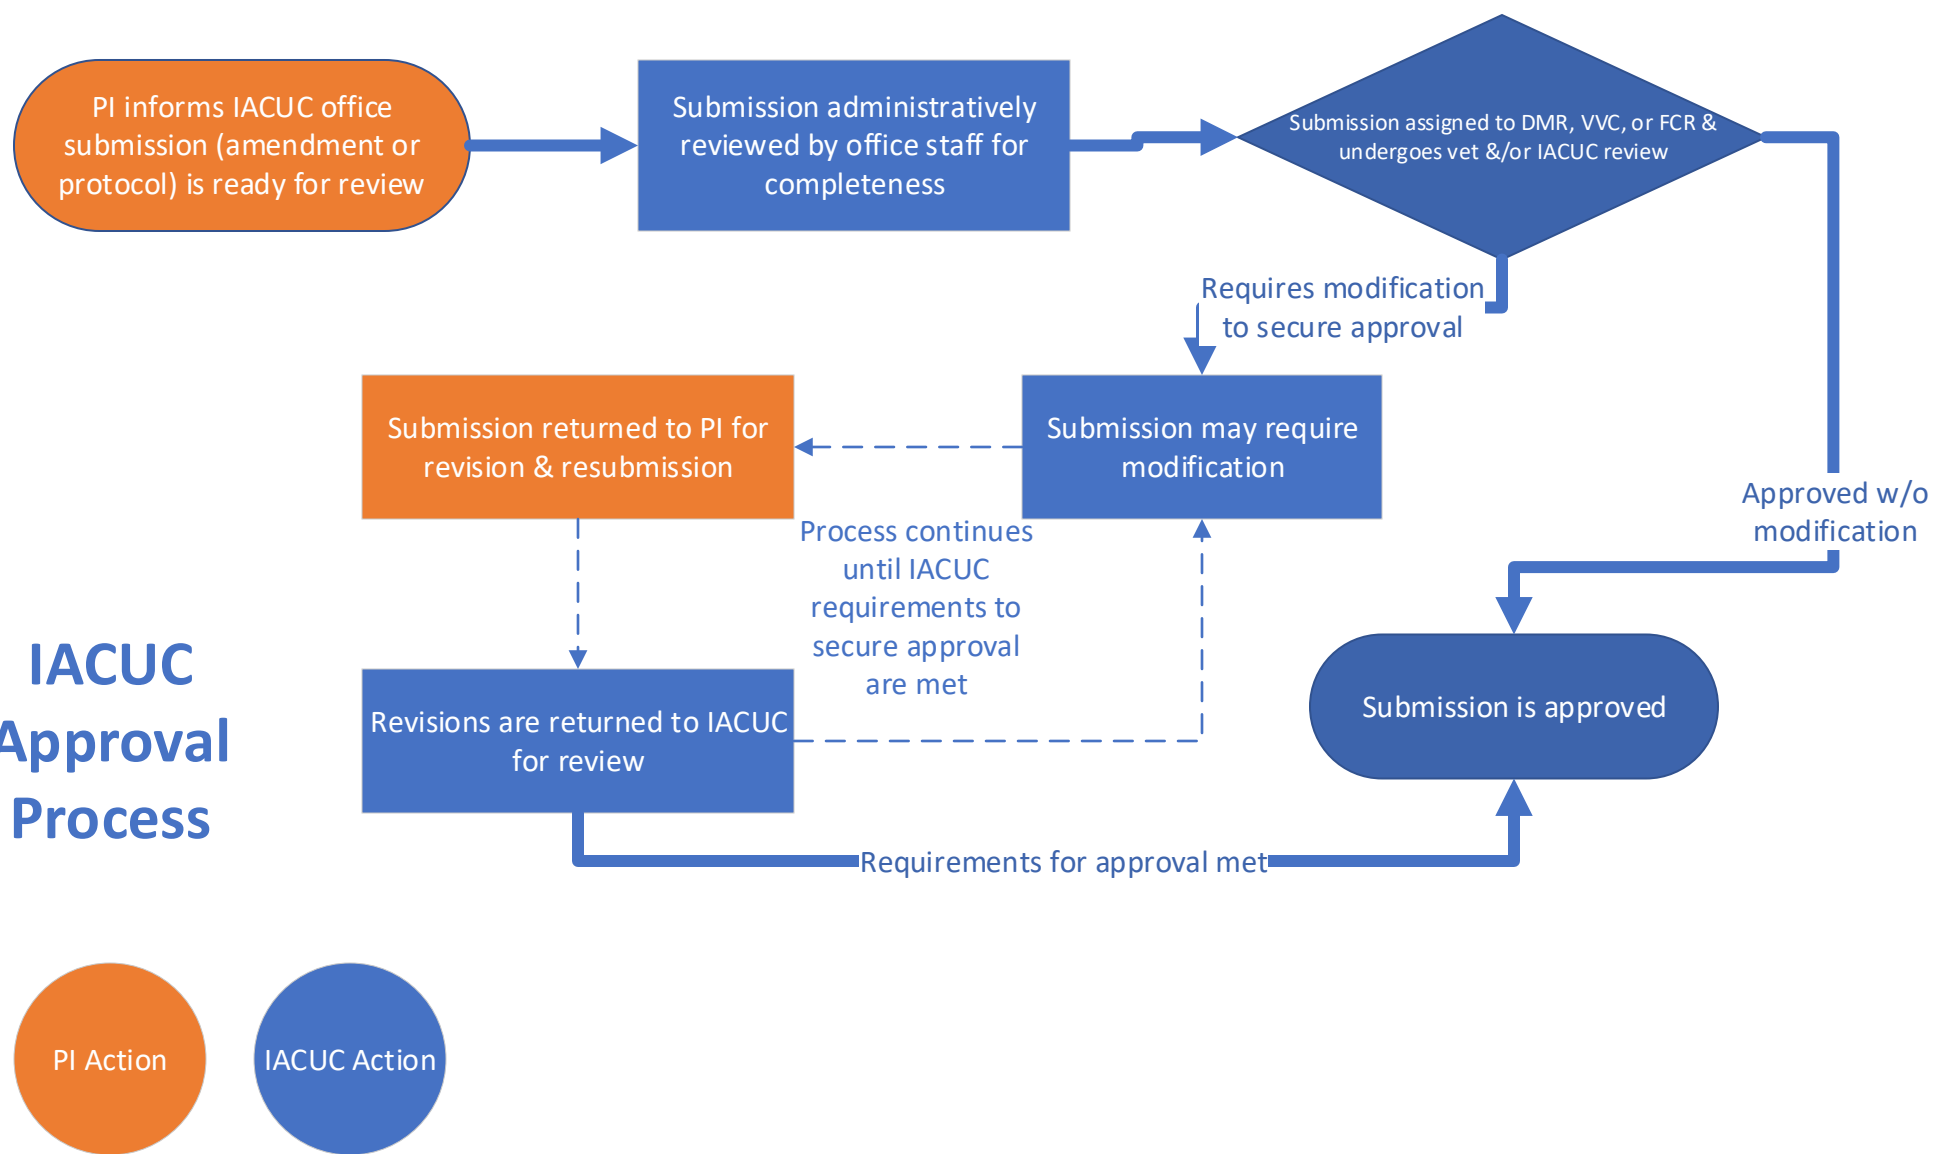 PI informs IACUC office
submission (amendment or
protocol) is ready for review
Submission administratively
reviewed by office staff for
completeness
Submission assigned to DMR, VVC, or FCR &
undergoes vet &/or IACUC review
Requires modification
to secure approval
Submission returned to PI for
revision & resubmission
Submission may require
modification
Approved w/o
modification
Process continues
until IACUC
requirements to
secure approval
are met
IACUC
Approval
Process
Revisions are returned to IACUC
for review
Submission is approved
Requirements for approval met
PI Action
IACUC Action